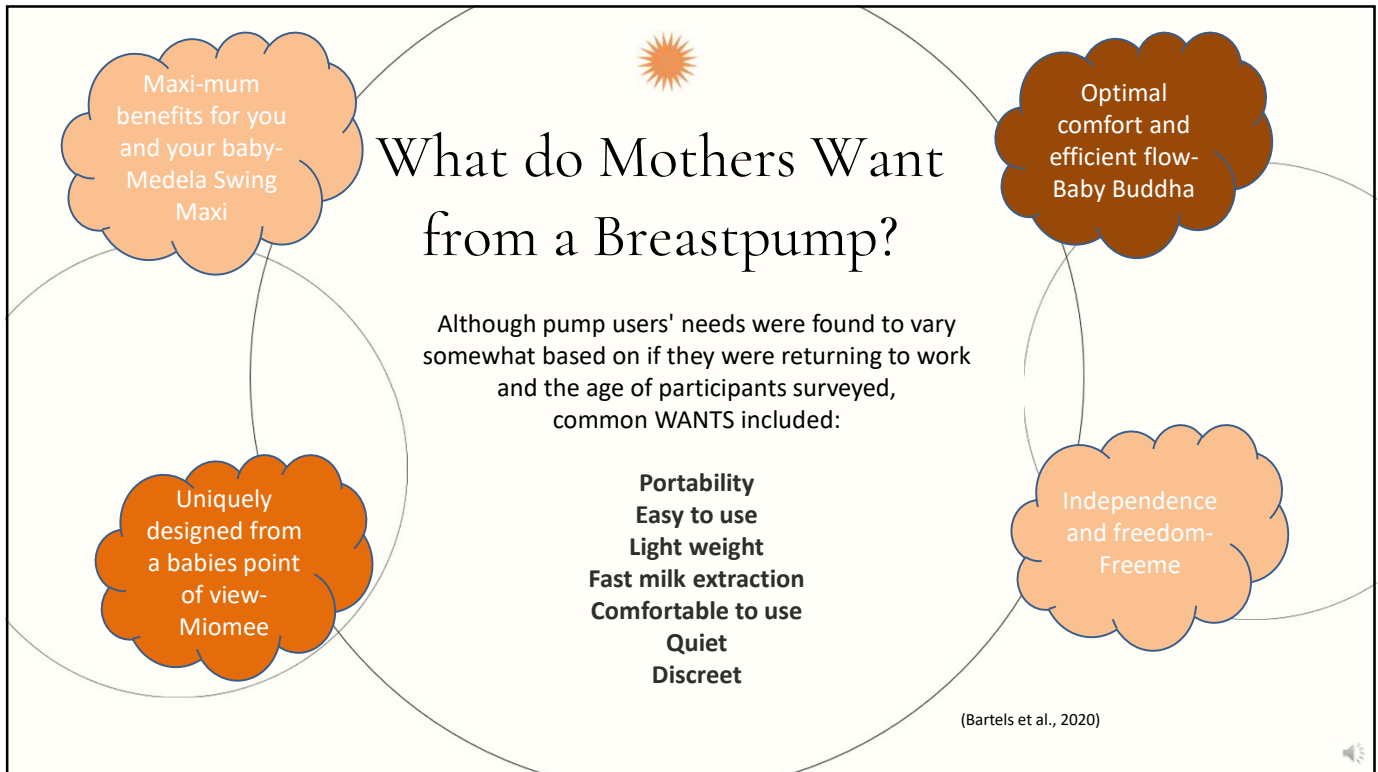 Maxi-mum
benefits for you
and your baby-
Medela Swing
Maxi
Optimal
comfort and
efficient flow-
Baby Buddha
What do Mothers Want
from a Breastpump?
Although pump users' needs were found to vary
somewhat based on if they were returning to work
and the age of participants surveyed,
common WANTS included:
Portability
Easy to use
Light weight
Fast milk extraction
Comfortable to use
Quiet
Discreet
Uniquely
designed from
a babies point
of view-
Miomee
Independence
and freedom-
Freeme
(Bartels et al., 2020)